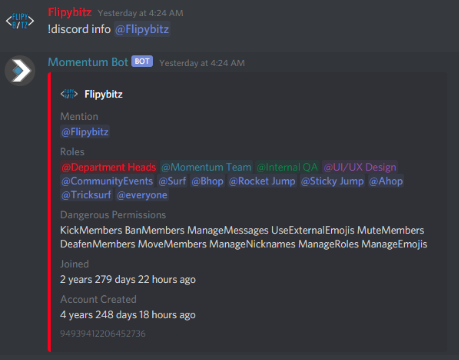 Flipybitz Yesterday at 4:24 AM
!discord info @Flipybitz
Momentum Bot BOT Yesterday at 4:24 AM
Flipybitz
Mention
@Flipybitz
Roles
@Department Heads @Momentum Team @Internal QA @UI/UX Design
@CommunityEvents @Surf @Bhop @Rocket Jump @Sticky Jump @Ahop
@Tricksurf @everyone
Dangerous Permissions
KickMembers BanMembers ManageMessages UseExternalEmojis MuteMembers
DeafenMembers MoveMembers ManageNicknames ManageRoles ManageEmojis
Joined
2 years 279 days 22 hours ago
Account Created
4 years 248 days 18 hours ago
94939412206452736